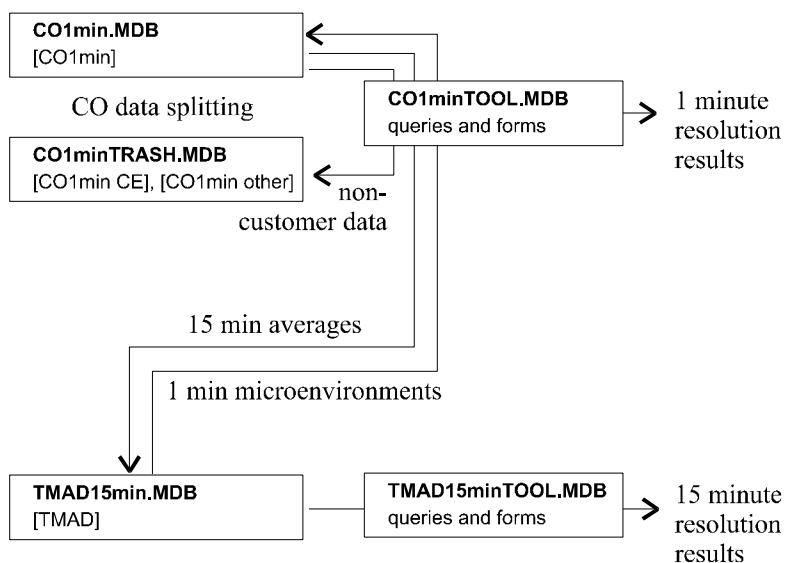 CO1min.MDB
[CO1min]
CO data splitting
CO1minTOOL.MDB
queries and forms
1 minute
resolution
results
CO1minTRASH.MDB
[CO1min CE], [CO1min other]
non-
customer data
15 min averages
1 min microenvironments
TMAD15min.MDB
[TMAD]
TMAD15minTOOL.MDB
queries and forms
15 minute
resolution
results